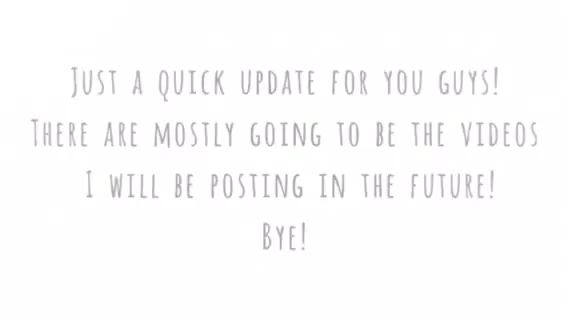 Just a quick update for you guys!
There are mostly going to be the videos
I will be posting in the future!
Bye!